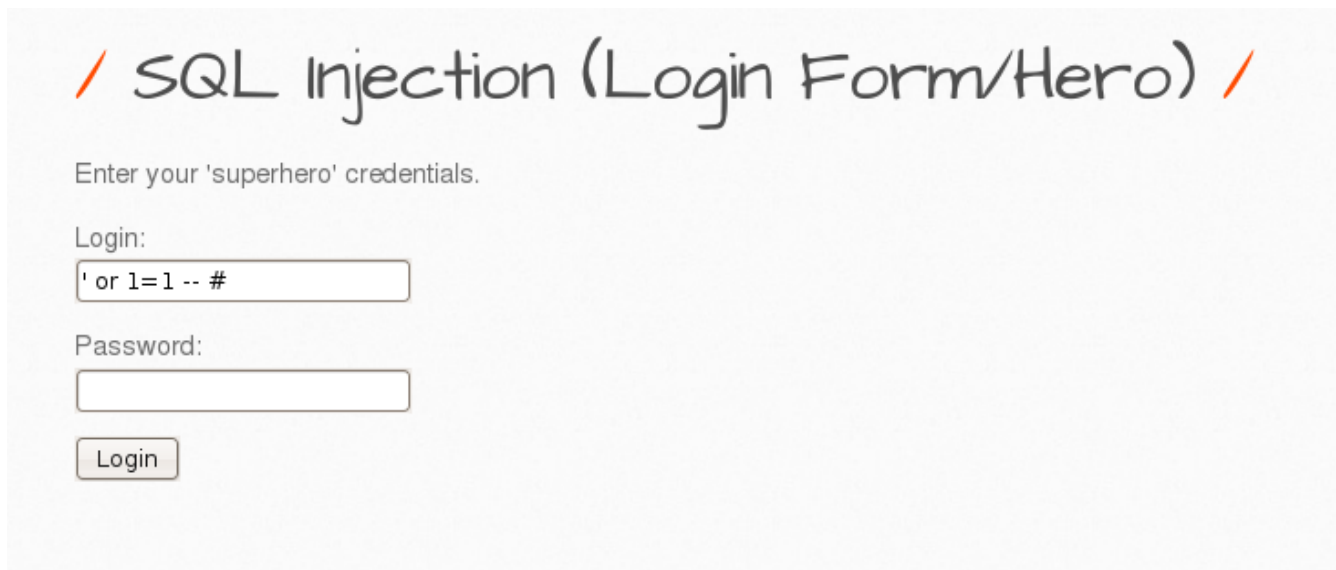 / SQL Injection (Login Form/Hero) /
Enter your 'superhero' credentials.
Login:
' or 1=1 -- #
Password:
Login